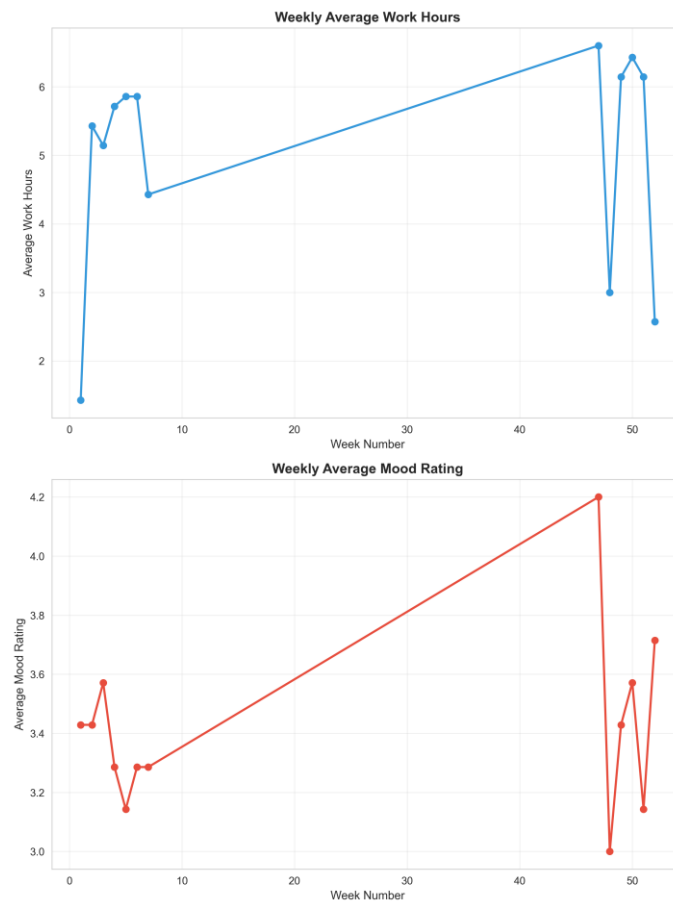 Weekly Average Work Hours
6
5
4
3
2
Average Work Hours
0 10 20 30 40 50
Week Number
Weekly Average Mood Rating
4.2
4.0
3.8
3.6
3.4
3.2
3.0
Average Mood Rating
0 10 20 30 40 50
Week Number